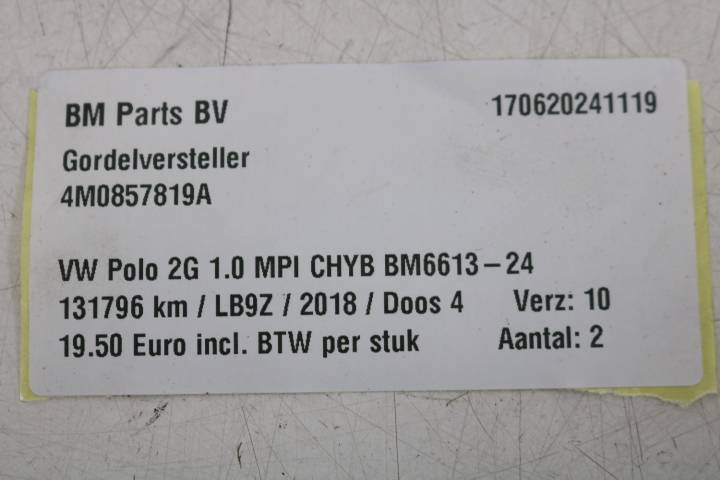 BM Parts BV 170620241119
Gordelversteller
4M0857819A
VW Polo 2G 1.0 MPI CHYB BM6613-24
131796 km / LB9Z / 2018 / Doos 4 Verz: 10
19.50 Euro incl. BTW per stuk Aantal: 2